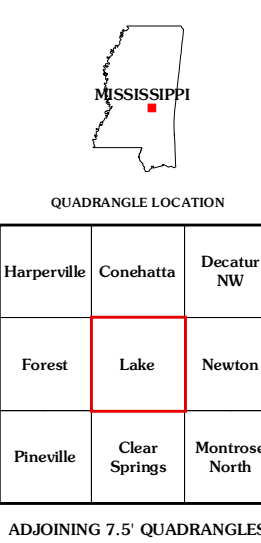 MISSISSIPPI
QUADRANGLE LOCATION
Harperville Conehatta Decatur
NW
Forest Lake Newton
Pineville Clear Montrose
Springs North
ADJOINING 7.5' QUADRANGLES